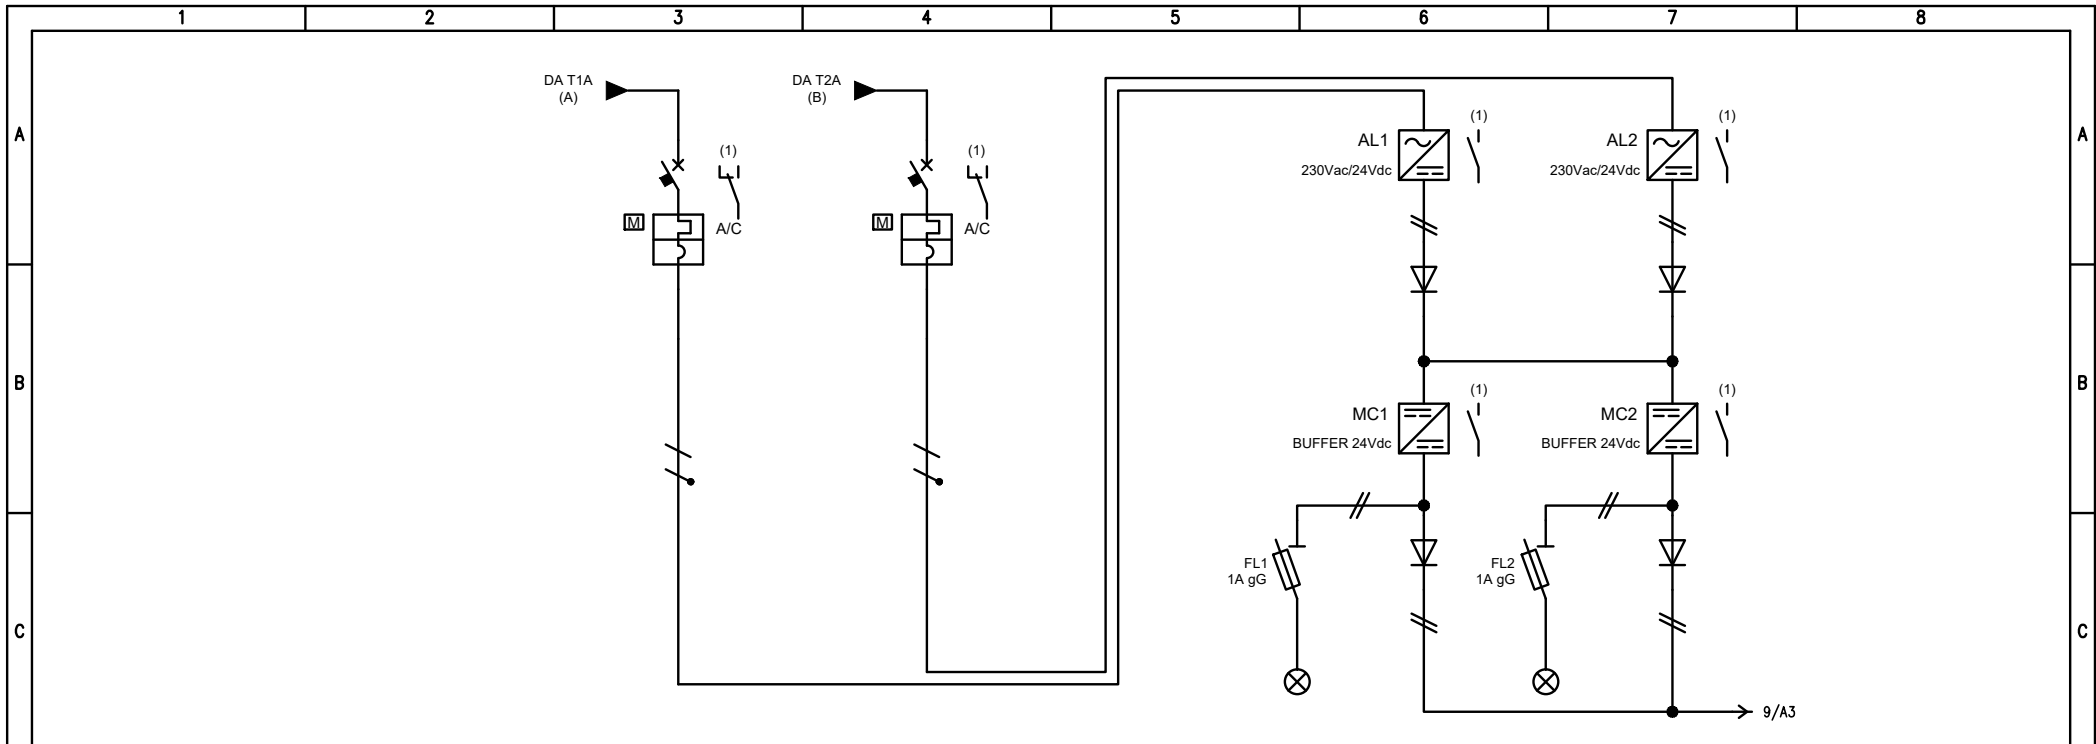 1 2 3 4 5 6 7 8
A
B
C
DA T1A
(A)
(1)
M
A/C
DA T2A
(B)
(1)
M
A/C
AL1
230Vac/24Vdc
(1)
AL2
230Vac/24Vdc
(1)
MC1
BUFFER 24Vdc
(1)
MC2
BUFFER 24Vdc
(1)
FL1
1A gG
FL2
1A gG
9/A3
A
B
C